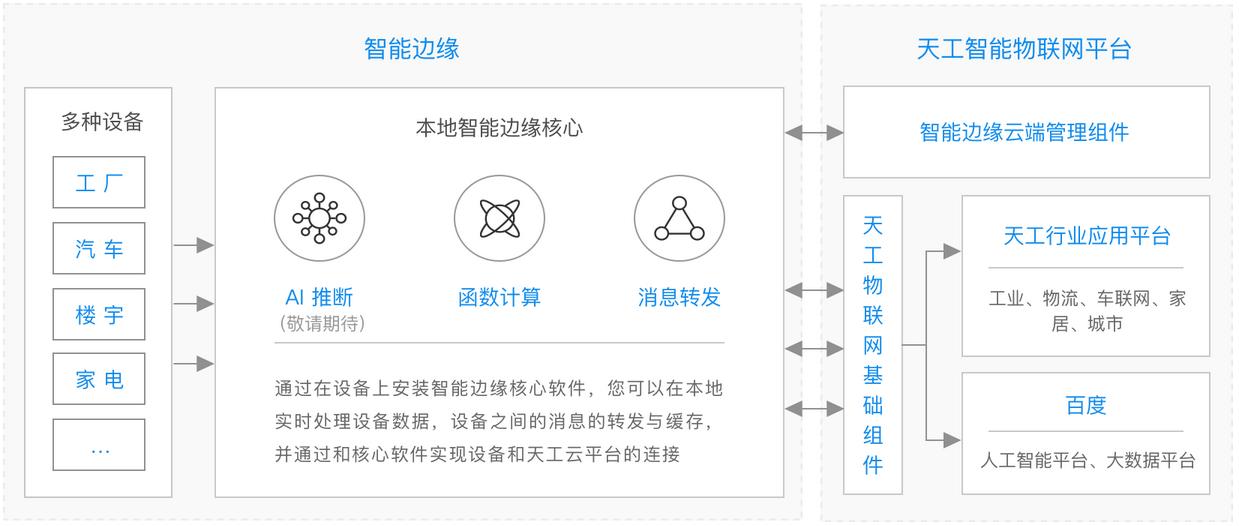 智能边缘
多种设备
工 厂
汽 车
楼 宇
家 电
...
本地智能边缘核心
AI 推断
(敬请期待)
函数计算
消息转发
通过在设备上安装智能边缘核心软件，您可以在本地
实时处理设备数据，设备之间的消息的转发与缓存，
并通过和核心软件实现设备和天工云平台的连接
天工智能物联网平台
智能边缘云端管理组件
天
工
物
联
网
基
础
组
件
天工行业应用平台
工业、物流、车联网、家
居、城市
百度
人工智能平台、大数据平台